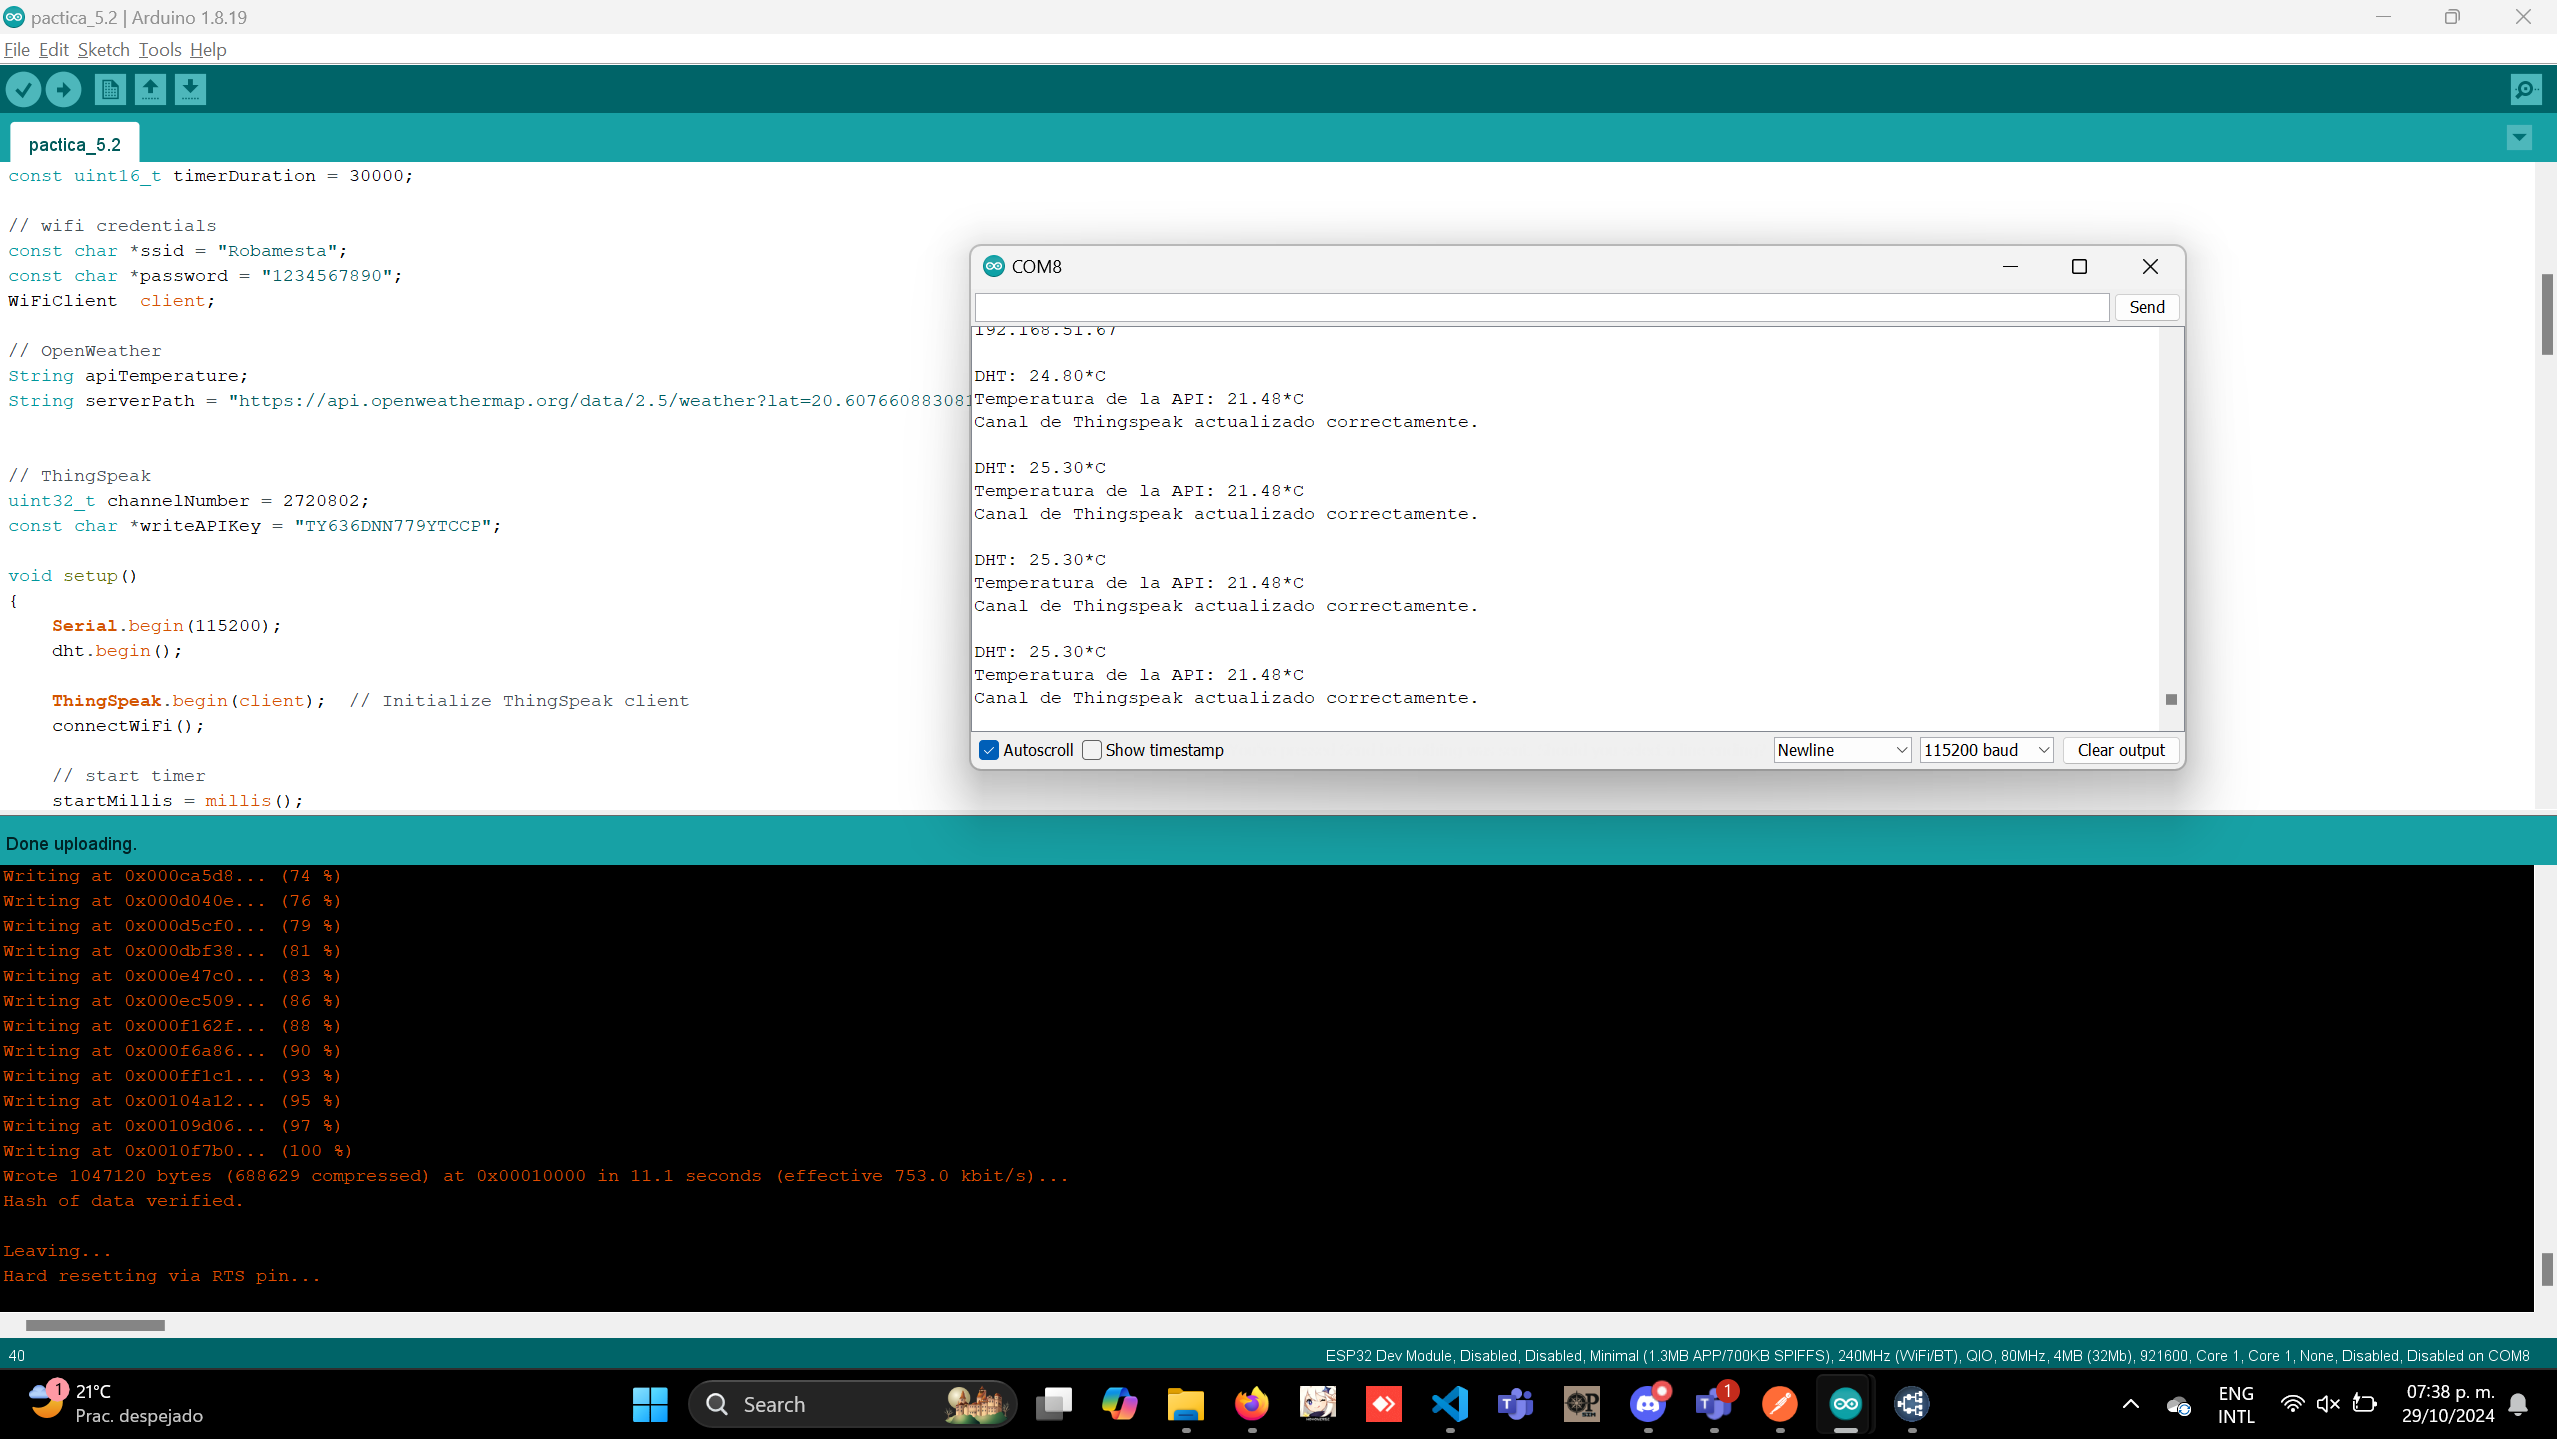 pactica_5.2 | Arduino 1.8.19
File Edit Sketch Tools Help
pactica_5.2
const uint16_t timerDuration = 30000;
// wifi credentials
const char *ssid = "Robamesta";
const char *password = "1234567890";
WiFiClient  client;
// OpenWeather
String apiTemperature;
String serverPath = "https://api.openweathermap.org/data/2.5/weather?lat=20.60766088308
// ThingSpeak
uint32_t channelNumber = 2720802;
const char *writeAPIKey = "TY636DNN779YTCCP";
void setup()
{
Serial.begin(115200);
dht.begin();
ThingSpeak.begin(client);  // Initialize ThingSpeak client
connectWiFi();
// start timer
startMillis = millis();
COM8
Send
192.168.51.67
DHT: 24.80*C
Temperatura de la API: 21.48*C
Canal de Thingspeak actualizado correctamente.
DHT: 25.30*C
Temperatura de la API: 21.48*C
Canal de Thingspeak actualizado correctamente.
DHT: 25.30*C
Temperatura de la API: 21.48*C
Canal de Thingspeak actualizado correctamente.
DHT: 25.30*C
Temperatura de la API: 21.48*C
Canal de Thingspeak actualizado correctamente.
Autoscroll Show timestamp Newline 115200 baud Clear output
Done uploading.
Writing at 0x000ca5d8... (74 %)
Writing at 0x000d040e... (76 %)
Writing at 0x000d5cf0... (79 %)
Writing at 0x000dbf38... (81 %)
Writing at 0x000e47c0... (83 %)
Writing at 0x000ec509... (86 %)
Writing at 0x000f162f... (88 %)
Writing at 0x000f6a86... (90 %)
Writing at 0x000ff1c1... (93 %)
Writing at 0x00104a12... (95 %)
Writing at 0x00109d06... (97 %)
Writing at 0x0010f7b0... (100 %)
Wrote 1047120 bytes (688629 compressed) at 0x00010000 in 11.1 seconds (effective 753.0 kbit/s)...
Hash of data verified.
Leaving...
Hard resetting via RTS pin...
40
ESP32 Dev Module, Disabled, Disabled, Minimal (1.3MB APP/700KB SPIFFS), 240MHz (WiFi/BT), QIO, 80MHz, 4MB (32Mb), 921600, Core 1, Core 1, None, Disabled, Disabled on COM8
1
21°C
Prac. despejado
Search
OP
SIM
1
ENG
INTL
07:38 p. m.
29/10/2024